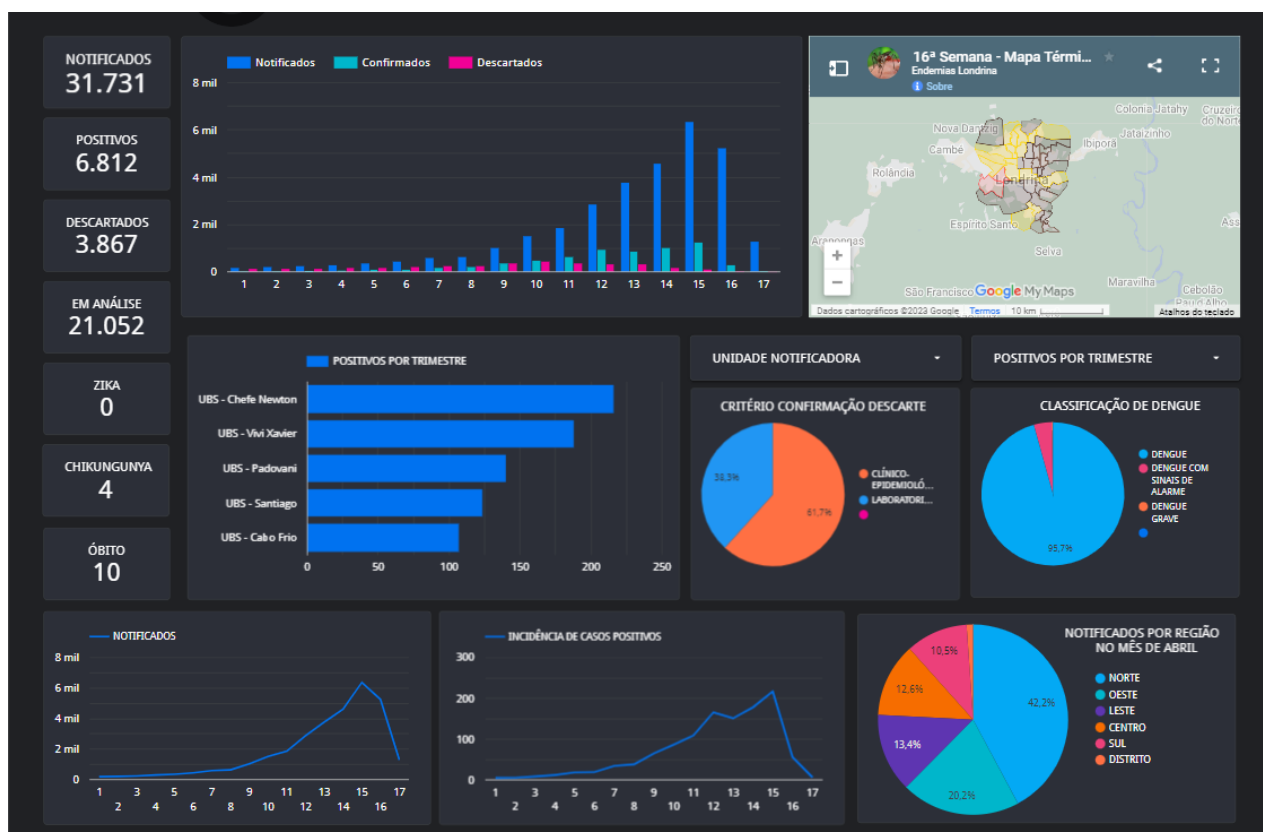 NOTIFICADOS
31.731
POSITIVOS
6.812
DESCARTADOS
3.867
EM ANÁLISE
21.052
ZIKA
0
CHIKUNGUNYA
4
ÓBITO
10
Notificados Confirmados Descartados
8 mil
6 mil
4 mil
2 mil
0
1 2 3 4 5 6 7 8 9 10 11 12 13 14 15 16 17
16ª Semana - Mapa Térmi...
Endemias Londrina
Sobre
Colonia Jatahy
Cruzeiro
do Norte
Nova Dantzig
Jataizinho
Cambé
Ibiporã
Rolândia
Londrina
Espírito Santo
Ass
Arapongas
Selva
+
−
São Francisco
Google My Maps
Maravilha
Cebolão
Pau d'Alho
Dados cartográficos ©2023 Google Termos 10 km Atalhos do teclado
POSITIVOS POR TRIMESTRE
UBS - Chefe Newton
UBS - Vivi Xavier
UBS - Padovani
UBS - Santiago
UBS - Cabo Frio
0 50 100 150 200 250
UNIDADE NOTIFICADORA
POSITIVOS POR TRIMESTRE
CRITÉRIO CONFIRMAÇÃO DESCARTE
38,3%
61,7%
CLÍNICO-
EPIDEMIOLÓ...
LABORATORI...
CLASSIFICAÇÃO DE DENGUE
95,7%
DENGUE
DENGUE COM
SINAIS DE
ALARME
DENGUE
GRAVE
NOTIFICADOS
8 mil
6 mil
4 mil
2 mil
0
1 3 5 7 9 11 13 15 17
2 4 6 8 10 12 14 16
INCIDÊNCIA DE CASOS POSITIVOS
300
200
100
0
1 3 5 7 9 11 13 15 17
2 4 6 8 10 12 14 16
NOTIFICADOS POR REGIÃO
NO MÊS DE ABRIL
10,5%
12,6%
13,4%
20,2%
42,2%
NORTE
OESTE
LESTE
CENTRO
SUL
DISTRITO